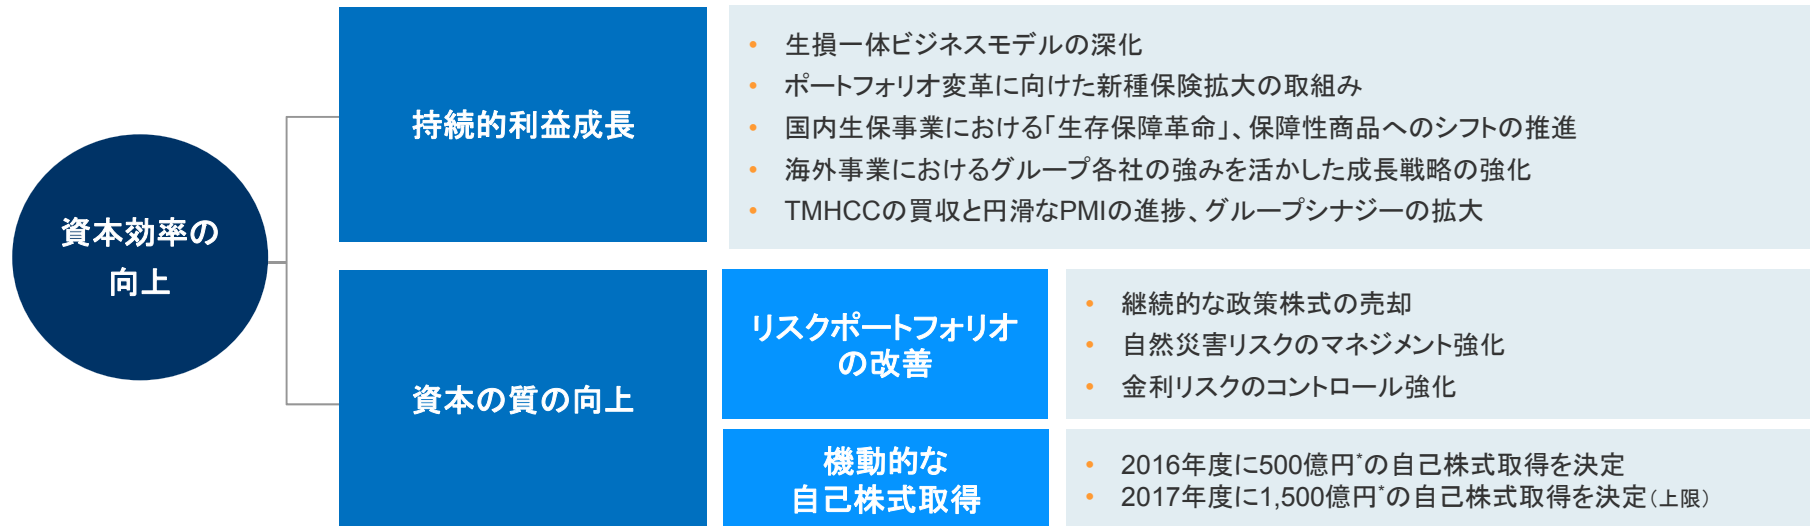 資本効率の
向上
持続的利益成長
• 生損一体ビジネスモデルの深化
• ポートフォリオ変革に向けた新種保険拡大の取組み
• 国内生保事業における「生存保障革命」、保障性商品へのシフトの推進
• 海外事業におけるグループ各社の強みを活かした成長戦略の強化
• TMHCCの買収と円滑なPMIの進捗、グループシナジーの拡大
資本の質の向上
リスクポートフォリオ
の改善
• 継続的な政策株式の売却
• 自然災害リスクのマネジメント強化
• 金利リスクのコントロール強化
機動的な
自己株式取得
• 2016年度に500億円*の自己株式取得を決定
• 2017年度に1,500億円*の自己株式取得を決定（上限）